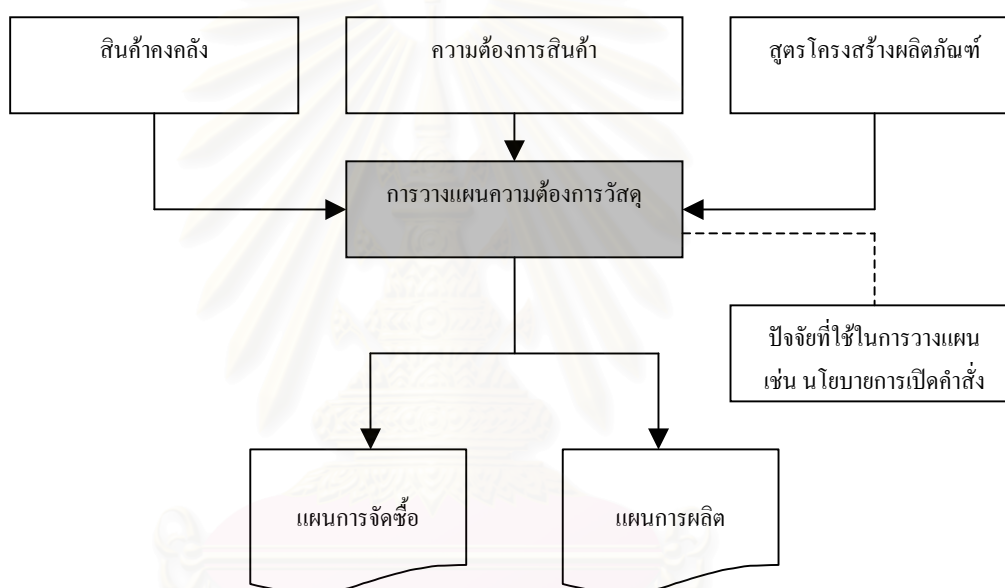 สินค้าคงคลัง
ความต้องการสินค้า
สูตรโครงสร้างผลิตภัณฑ์
การวางแผนความต้องการวัสดุ
ปัจจัยที่ใช้ในการวางแผน
เช่น นโยบายการเปิดคำสั่ง
แผนการจัดซื้อ
แผนการผลิต